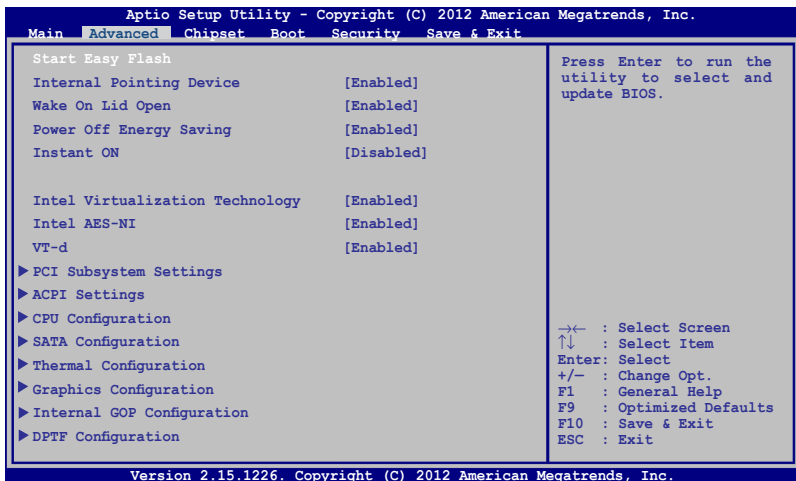 Aptio Setup Utility - Copyright (C) 2012 American Megatrends, Inc.
Main Advanced Chipset Boot Security Save & Exit
Start Easy Flash
Internal Pointing Device [Enabled]
Wake On Lid Open [Enabled]
Power Off Energy Saving [Enabled]
Instant ON [Disabled]
Intel Virtualization Technology [Enabled]
Intel AES-NI [Enabled]
VT-d [Enabled]
PCI Subsystem Settings
ACPI Settings
CPU Configuration
SATA Configuration
Thermal Configuration
Graphics Configuration
Internal GOP Configuration
DPTF Configuration
Press Enter to run the
utility to select and
update BIOS.
→← : Select Screen
↑↓ : Select Item
Enter: Select
+/— : Change Opt.
F1 : General Help
F9 : Optimized Defaults
F10 : Save & Exit
ESC : Exit
Version 2.15.1226. Copyright (C) 2012 American Megatrends, Inc.